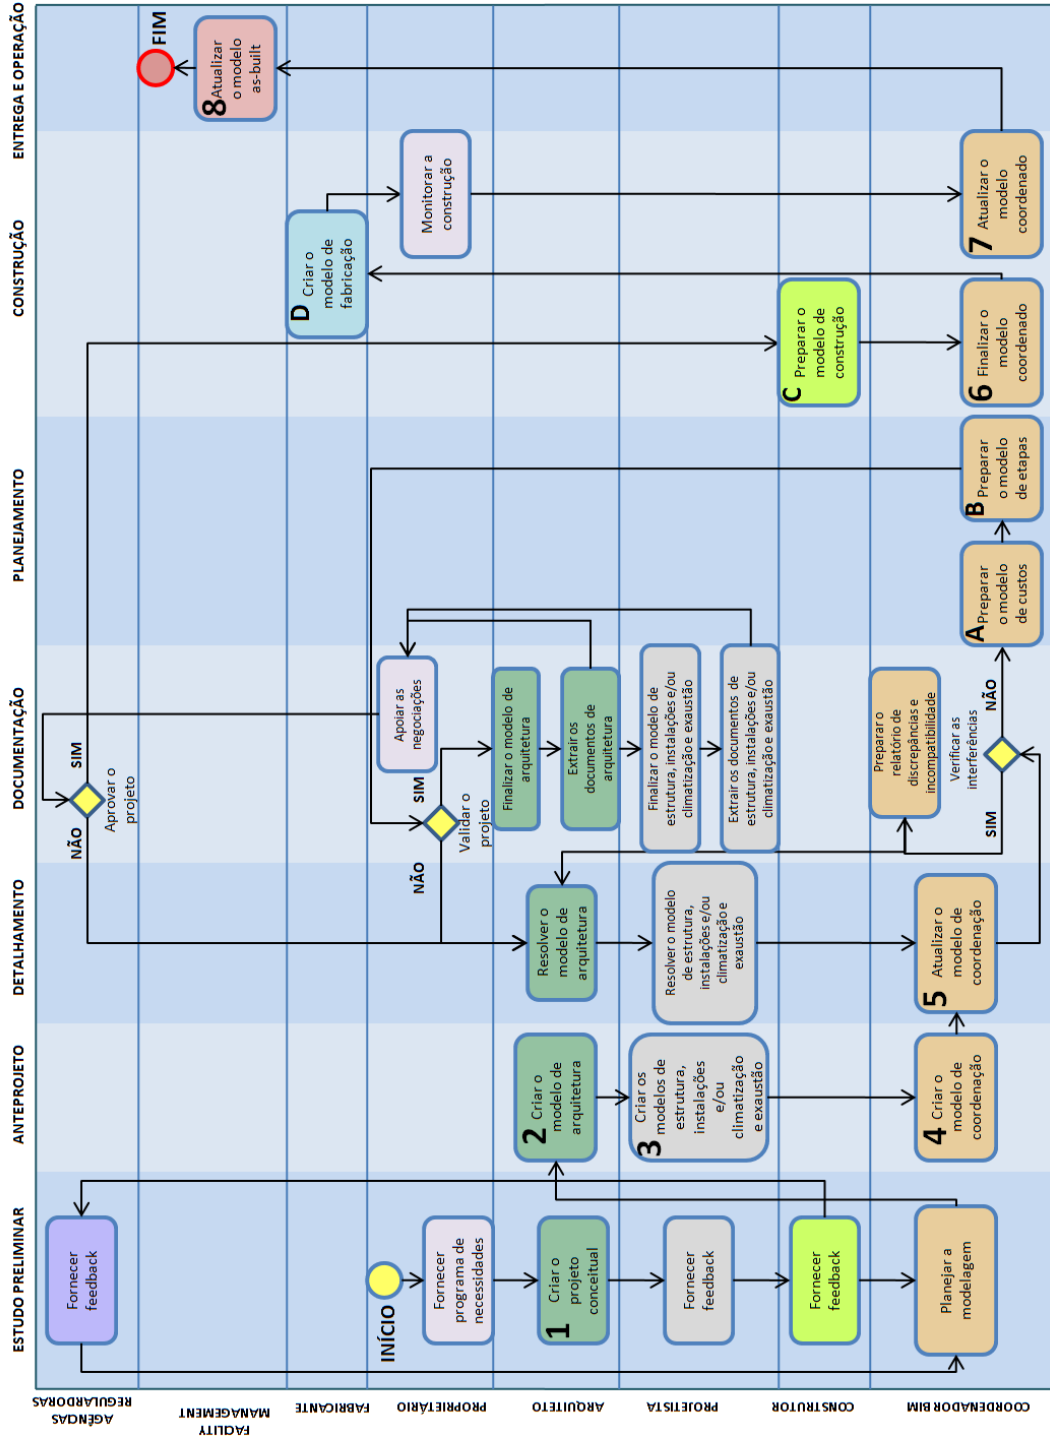 ESTUDO PRELIMINAR
ANTEPROJETO
DETALHAMENTO
DOCUMENTAÇÃO
PLANEJAMENTO
CONSTRUÇÃO
ENTREGA E OPERAÇÃO
AGÊNCIAS
REGULARDORAS
Fornecer
feedback
NÃO
SIM
Aprovar o
projeto
FACILITY
MANAGEMENT
8 Atualizar
o modelo
as-built
FIM
FABRICANTE
D Criar o
modelo de
fabricação
PROPRIETÁRIO
INÍCIO
Fornecer
programa de
necessidades
NÃO
SIM
Validar o
projeto
Apoiar as
negociações
Monitorar a
construção
ARQUITETO
1 Criar o
projeto
conceitual
2 Criar o
modelo de
arquitetura
Resolver o
modelo de
arquitetura
Finalizar o modelo de
arquitetura
Extrair os
documentos de
arquitetura
PROJETISTA
Fornecer
feedback
3 Criar os
modelos de
estrutura,
instalações
e/ou
climatização
e exaustão
Resolver o modelo
de estrutura,
instalações e/ou
climatização e
exaustão
Finalizar o modelo de
estrutura, instalações e/ou
climatização e exaustão
Extrair os documentos de
estrutura, instalações e/ou
climatização e exaustão
CONSTRUTOR
Fornecer
feedback
C Preparar o
modelo de
construção
COORDENADOR BIM
Planejar a
modelagem
4 Criar o
modelo de
coordenação
5 Atualizar o
modelo de
coordenação
Preparar o
relatório de
discrepâncias e
incompatibilidade
Verificar as
interferências
SIM
NÃO
A Preparar
o modelo
de custos
B Preparar
o modelo
de etapas
6 Finalizar o
modelo
coordenado
7 Atualizar o
modelo
coordenado